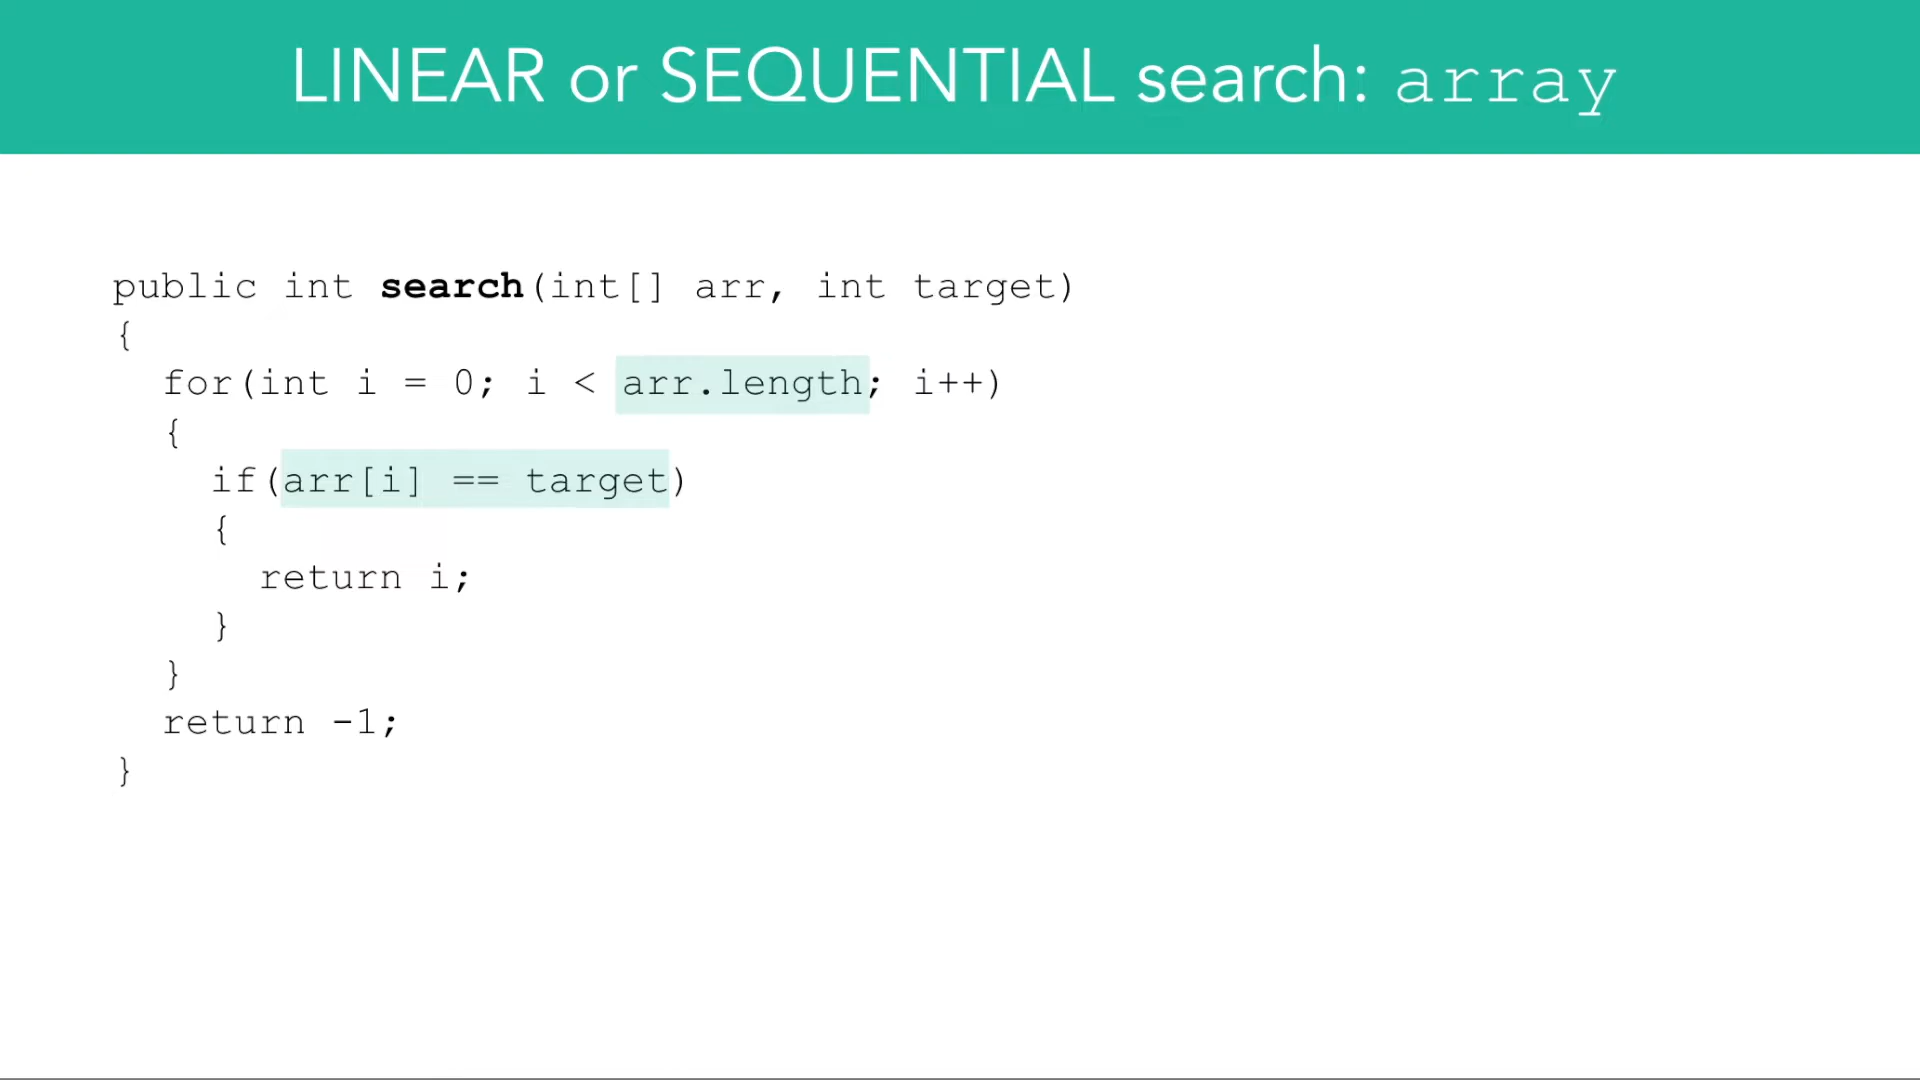 LINEAR or SEQUENTIAL search: array
public int search(int[] arr, int target)
{
for(int i = 0; i < arr.length; i++)
{
if(arr[i] == target)
{
return i;
}
}
return -1;
}